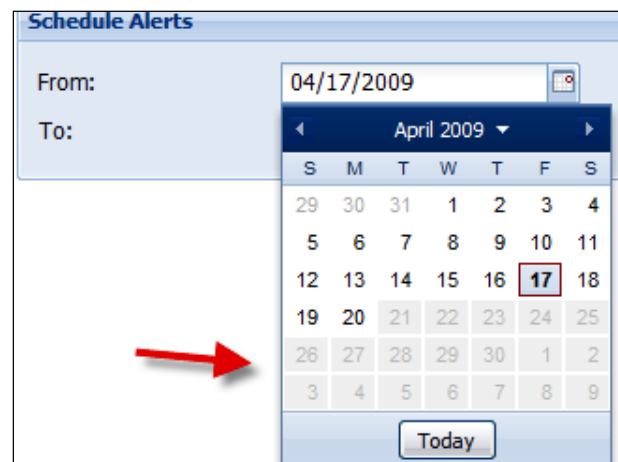 Schedule Alerts
From:
04/17/2009
To:
April 2009
S M T W T F S
29 30 31 1 2 3 4
5 6 7 8 9 10 11
12 13 14 15 16 17 18
19 20 21 22 23 24 25
26 27 28 29 30 1 2
3 4 5 6 7 8 9
Today